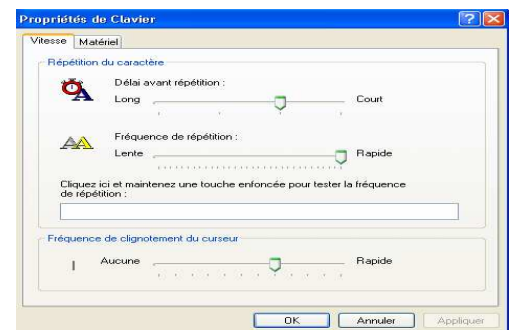 Propriétés de Clavier
Vitesse Matériel
Répétition du caractère
Délai avant répétition :
Long Court
Fréquence de répétition :
Lente Rapide
Cliquez ici et maintenez une touche enfoncée pour tester la fréquence
de répétition :
Fréquence de clignotement du curseur
Aucune Rapide
OK Annuler Appliquer